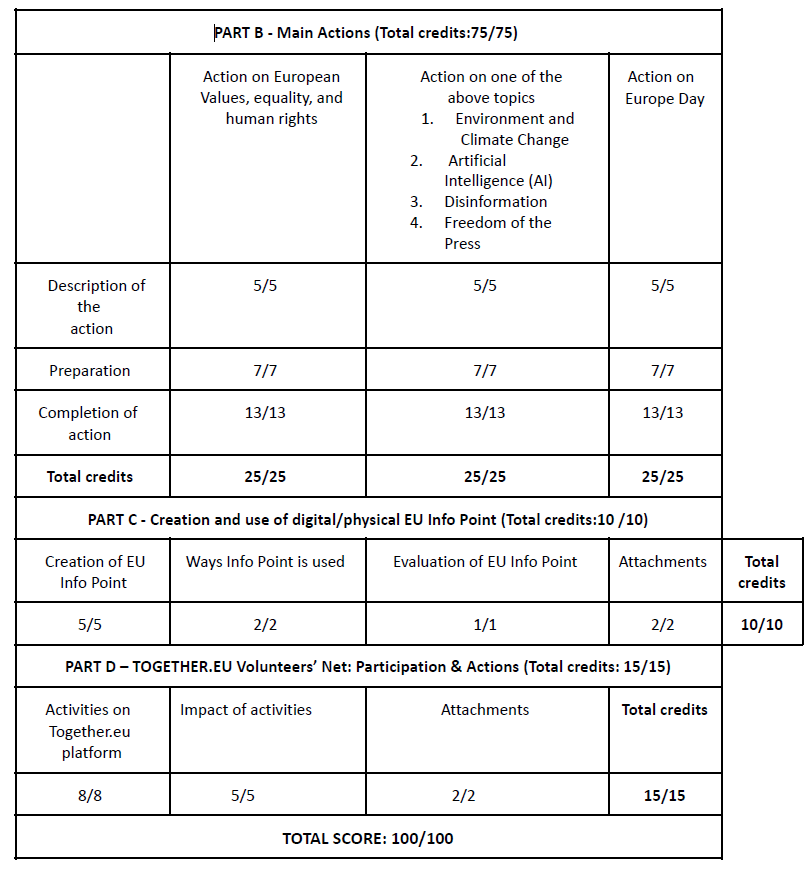 PART B - Main Actions (Total credits:75/75)
Action on European
Values, equality, and
human rights
Action on one of the
above topics
1. Environment and
Climate Change
2. Artificial
Intelligence (AI)
3. Disinformation
4. Freedom of the
Press
Action on
Europe Day
Description of
the
action
5/5
5/5
5/5
Preparation
7/7
7/7
7/7
Completion of
action
13/13
13/13
13/13
Total credits
25/25
25/25
25/25
PART C - Creation and use of digital/physical EU Info Point (Total credits:10 /10)
Creation of EU
Info Point
Ways Info Point is used
Evaluation of EU Info Point
Attachments
Total
credits
5/5
2/2
1/1
2/2
10/10
PART D – TOGETHER.EU Volunteers’ Net: Participation & Actions (Total credits: 15/15)
Activities on
Together.eu
platform
Impact of activities
Attachments
Total credits
8/8
5/5
2/2
15/15
TOTAL SCORE: 100/100